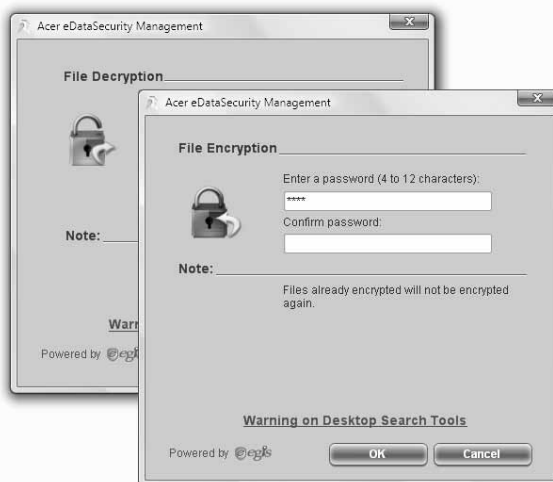 Acer eDataSecurity Management
File Decryption
Note:
Powered by
Acer eDataSecurity Management
File Encryption
Enter a password (4 to 12 characters):
****
Confirm password:
Note:
Files already encrypted will not be encrypted
again.
Warning on Desktop Search Tools
Powered by egis
OK
Cancel